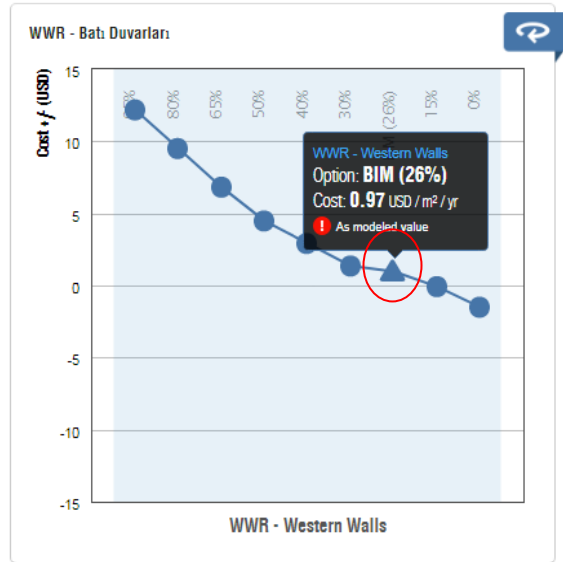 WWR - Batı Duvarları
Cost (USD)
15
10
5
0
-5
-10
-15
80%
65%
50%
40%
30%
(26%)
15%
0%
WWR - Western Walls
Option: BIM (26%)
Cost: 0.97 USD / m² / yr
! As modeled value
WWR - Western Walls